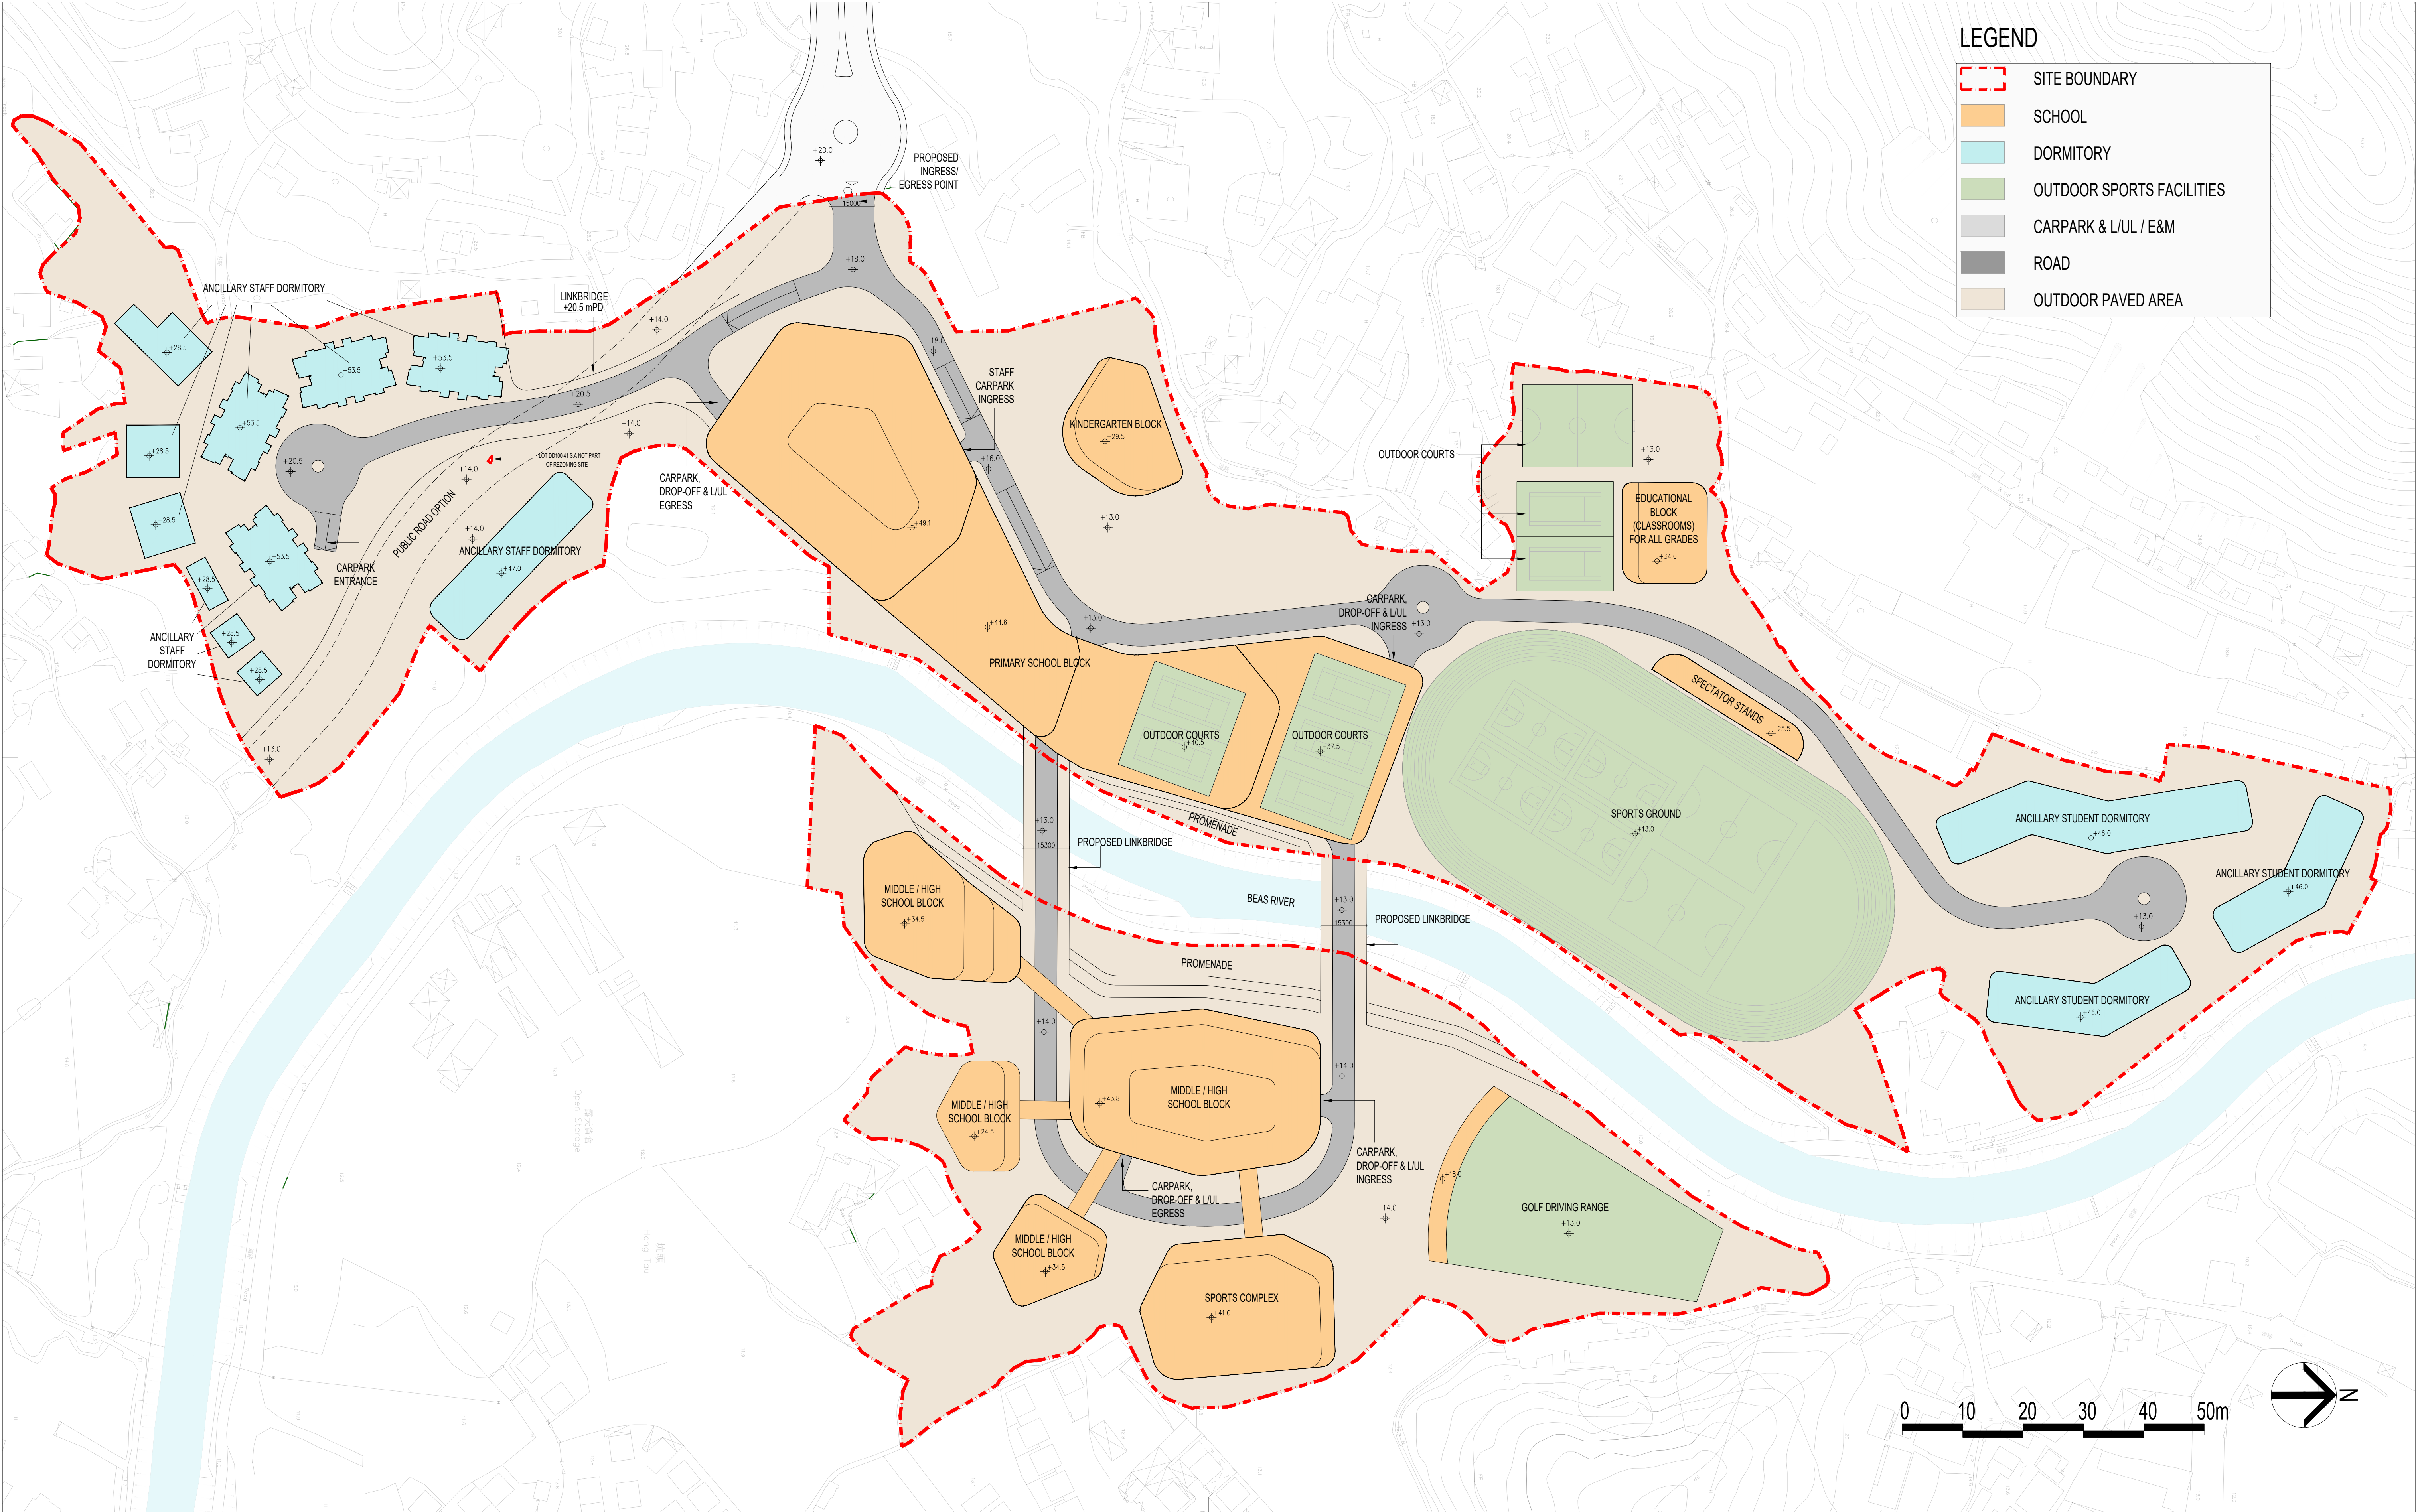 LEGEND
SITE BOUNDARY
SCHOOL
DORMITORY
OUTDOOR SPORTS FACILITIES
CARPARK & L/UL / E&M
ROAD
OUTDOOR PAVED AREA
+20.0
PROPOSED
INGRESS/
EGRESS POINT
15000
+18.0
ANCILLARY STAFF DORMITORY
LINKBRIDGE
+20.5 mPD
+14.0
+28.5
+53.5
+53.5
+18.0
STAFF
CARPARK
INGRESS
+20.5
+53.5
+14.0
KINDERGARTEN BLOCK
+29.5
+28.5
+20.5
+14.0
LOT DD100 41 S.A NOT PART
OF REZONING SITE
CARPARK,
DROP-OFF & L/UL
EGRESS
+16.0
OUTDOOR COURTS
+13.0
EDUCATIONAL
BLOCK
(CLASSROOMS)
FOR ALL GRADES
+34.0
+28.5
PUBLIC ROAD OPTION
+14.0
ANCILLARY STAFF DORMITORY
+47.0
+49.1
+13.0
+53.5
CARPARK
ENTRANCE
+28.5
+28.5
+28.5
ANCILLARY
STAFF
DORMITORY
+13.0
+44.6
PRIMARY SCHOOL BLOCK
+13.0
CARPARK,
DROP-OFF & L/UL
INGRESS
+13.0
SPECTATOR STANDS
+25.5
OUTDOOR COURTS
+40.5
OUTDOOR COURTS
+37.5
SPORTS GROUND
+13.0
PROMENADE
+13.0
15300
PROPOSED LINKBRIDGE
ANCILLARY STUDENT DORMITORY
+46.0
ANCILLARY STUDENT DORMITORY
+46.0
MIDDLE / HIGH
SCHOOL BLOCK
+34.5
BEAS RIVER
+13.0
15300
PROPOSED LINKBRIDGE
+13.0
PROMENADE
ANCILLARY STUDENT DORMITORY
+46.0
+14.0
+14.0
MIDDLE / HIGH
SCHOOL BLOCK
+24.5
+43.8
MIDDLE / HIGH
SCHOOL BLOCK
CARPARK,
DROP-OFF & L/UL
INGRESS
CARPARK,
DROP-OFF & L/UL
EGRESS
+18.0
+14.0
GOLF DRIVING RANGE
+13.0
MIDDLE / HIGH
SCHOOL BLOCK
+34.5
SPORTS COMPLEX
+41.0
Open Storage
Hang Tau
0 10 20 30 40 50m
N